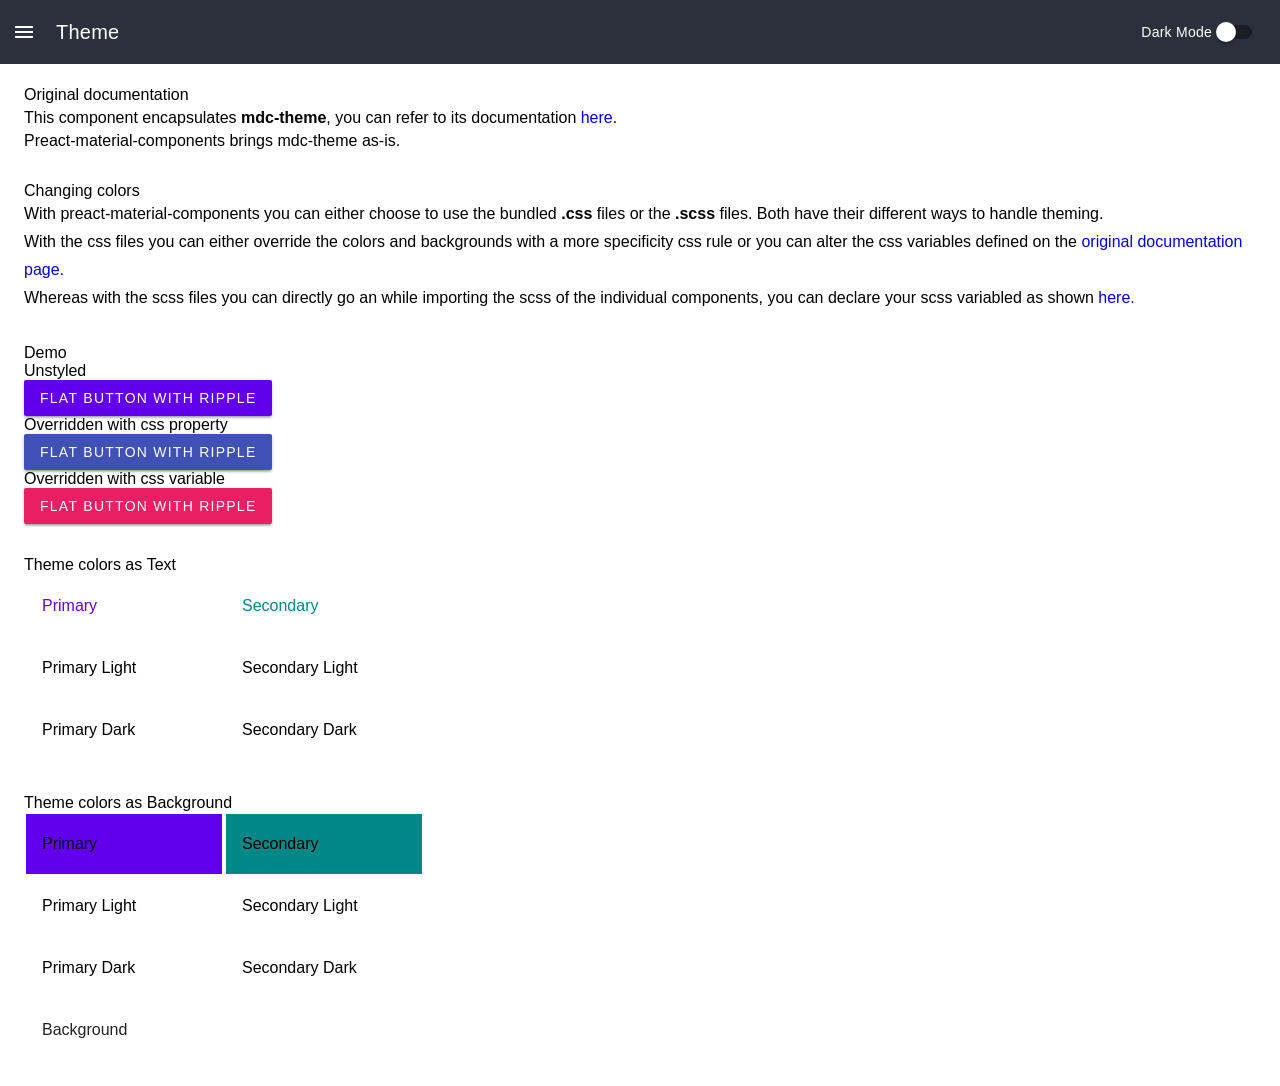 Theme
Dark Mode
Original documentation
This component encapsulates mdc-theme, you can refer to its documentation here.
Preact-material-components brings mdc-theme as-is.
Changing colors
With preact-material-components you can either choose to use the bundled .css files or the .scss files. Both have their different ways to handle theming.
With the css files you can either override the colors and backgrounds with a more specificity css rule or you can alter the css variables defined on the original documentation
page.
Whereas with the scss files you can directly go an while importing the scss of the individual components, you can declare your scss variabled as shown here.
Demo
Unstyled
FLAT BUTTON WITH RIPPLE
Overridden with css property
FLAT BUTTON WITH RIPPLE
Overridden with css variable
FLAT BUTTON WITH RIPPLE
Theme colors as Text
Primary
Secondary
Primary Light
Secondary Light
Primary Dark
Secondary Dark
Theme colors as Background
Primary
Secondary
Primary Light
Secondary Light
Primary Dark
Secondary Dark
Background